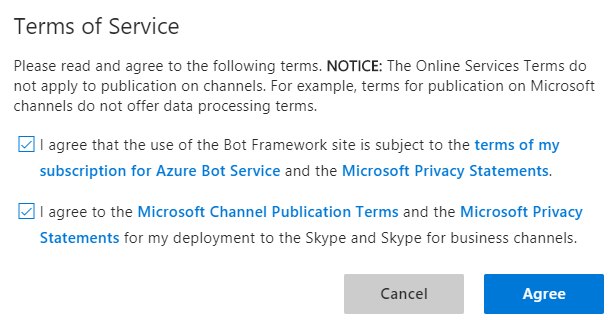 Terms of Service
Please read and agree to the following terms. NOTICE: The Online Services Terms do
not apply to publication on channels. For example, terms for publication on Microsoft
channels do not offer data processing terms.
I agree that the use of the Bot Framework site is subject to the terms of my
subscription for Azure Bot Service and the Microsoft Privacy Statements.
I agree to the Microsoft Channel Publication Terms and the Microsoft Privacy
Statements for my deployment to the Skype and Skype for business channels.
Cancel
Agree